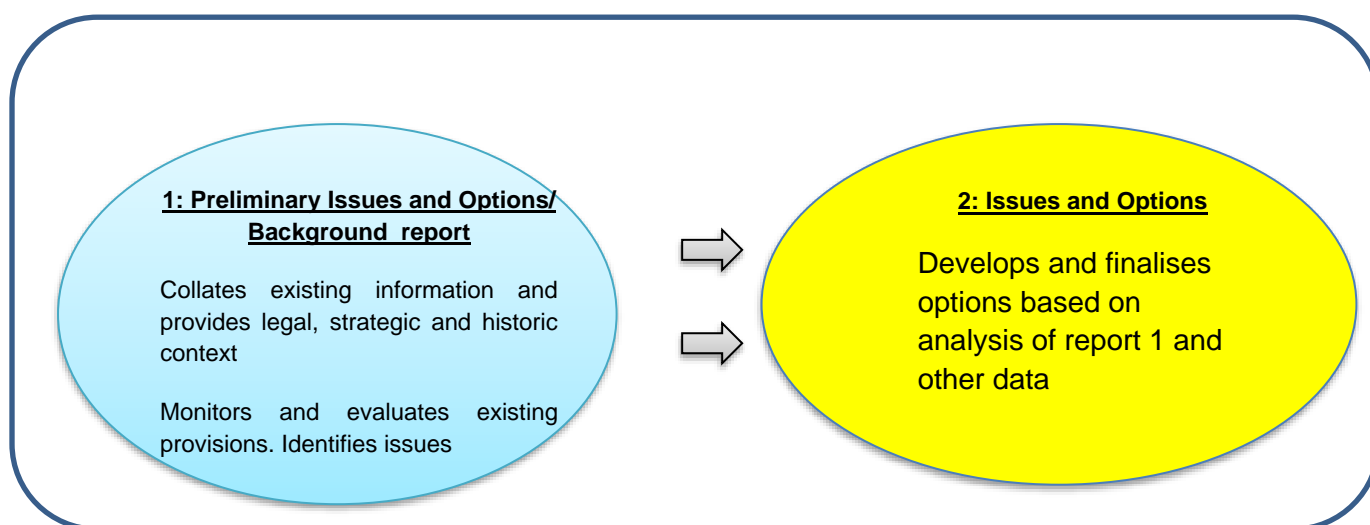 1: Preliminary Issues and Options/
Background report
Collates existing information and
provides legal, strategic and historic
context
Monitors and evaluates existing
provisions. Identifies issues
2: Issues and Options
Develops and finalises
options based on
analysis of report 1 and
other data